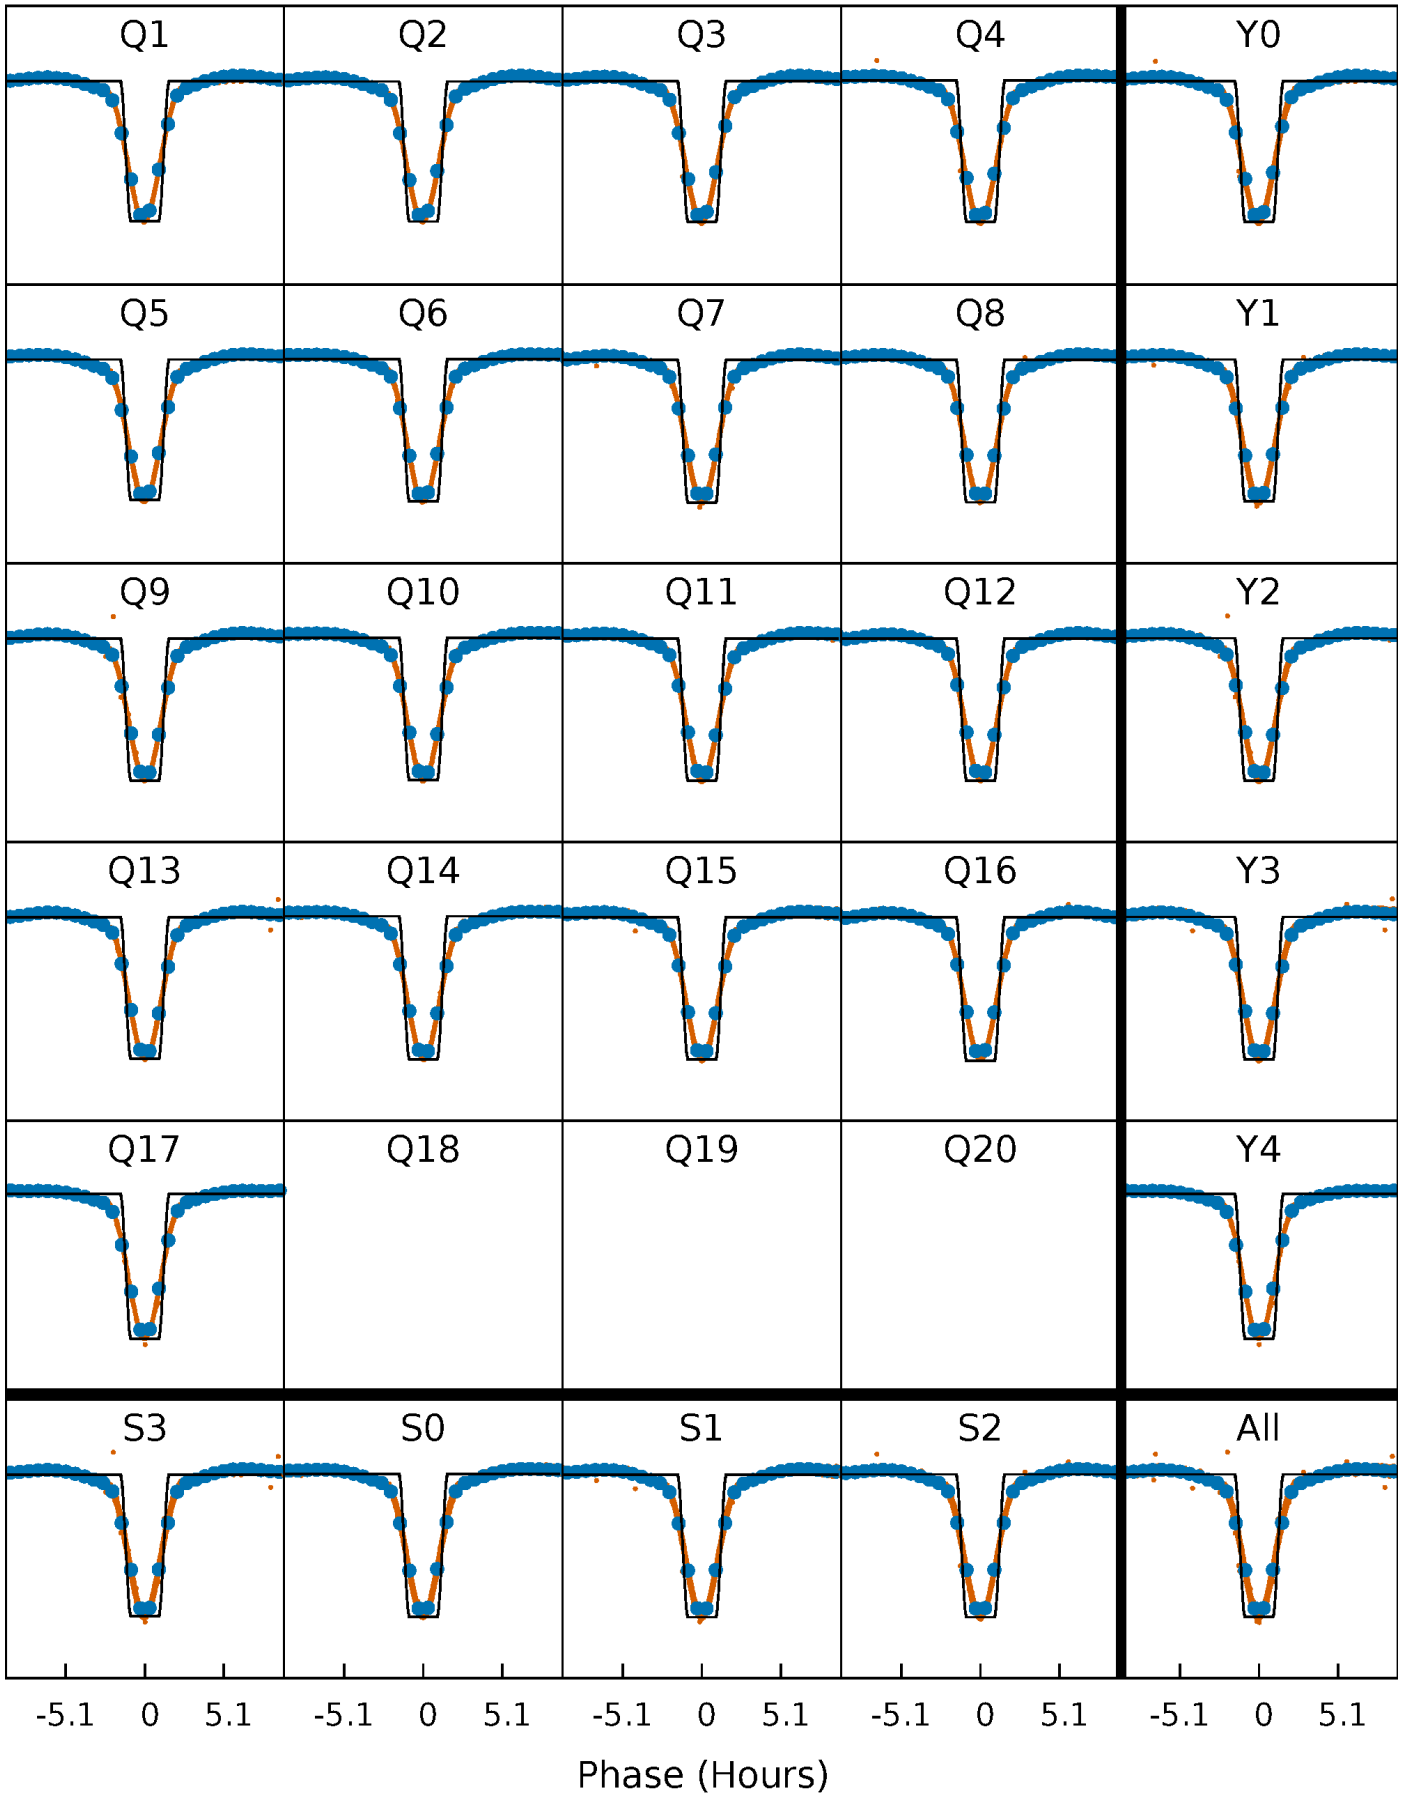 Q1 Q2 Q3 Q4 Y0
Q5 Q6 Q7 Q8 Y1
Q9 Q10 Q11 Q12 Y2
Q13 Q14 Q15 Q16 Y3
Q17 Q18 Q19 Q20 Y4
S3 S0 S1 S2 All
-5.1 0 5.1 -5.1 0 5.1 -5.1 0 5.1 -5.1 0 5.1 -5.1 0 5.1
Phase (Hours)